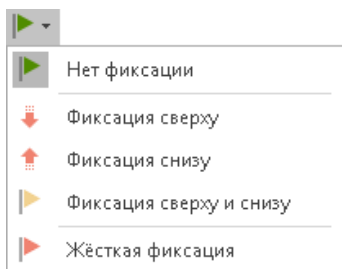 Нет фиксации
Фиксация сверху
Фиксация снизу
Фиксация сверху и снизу
Жёсткая фиксация